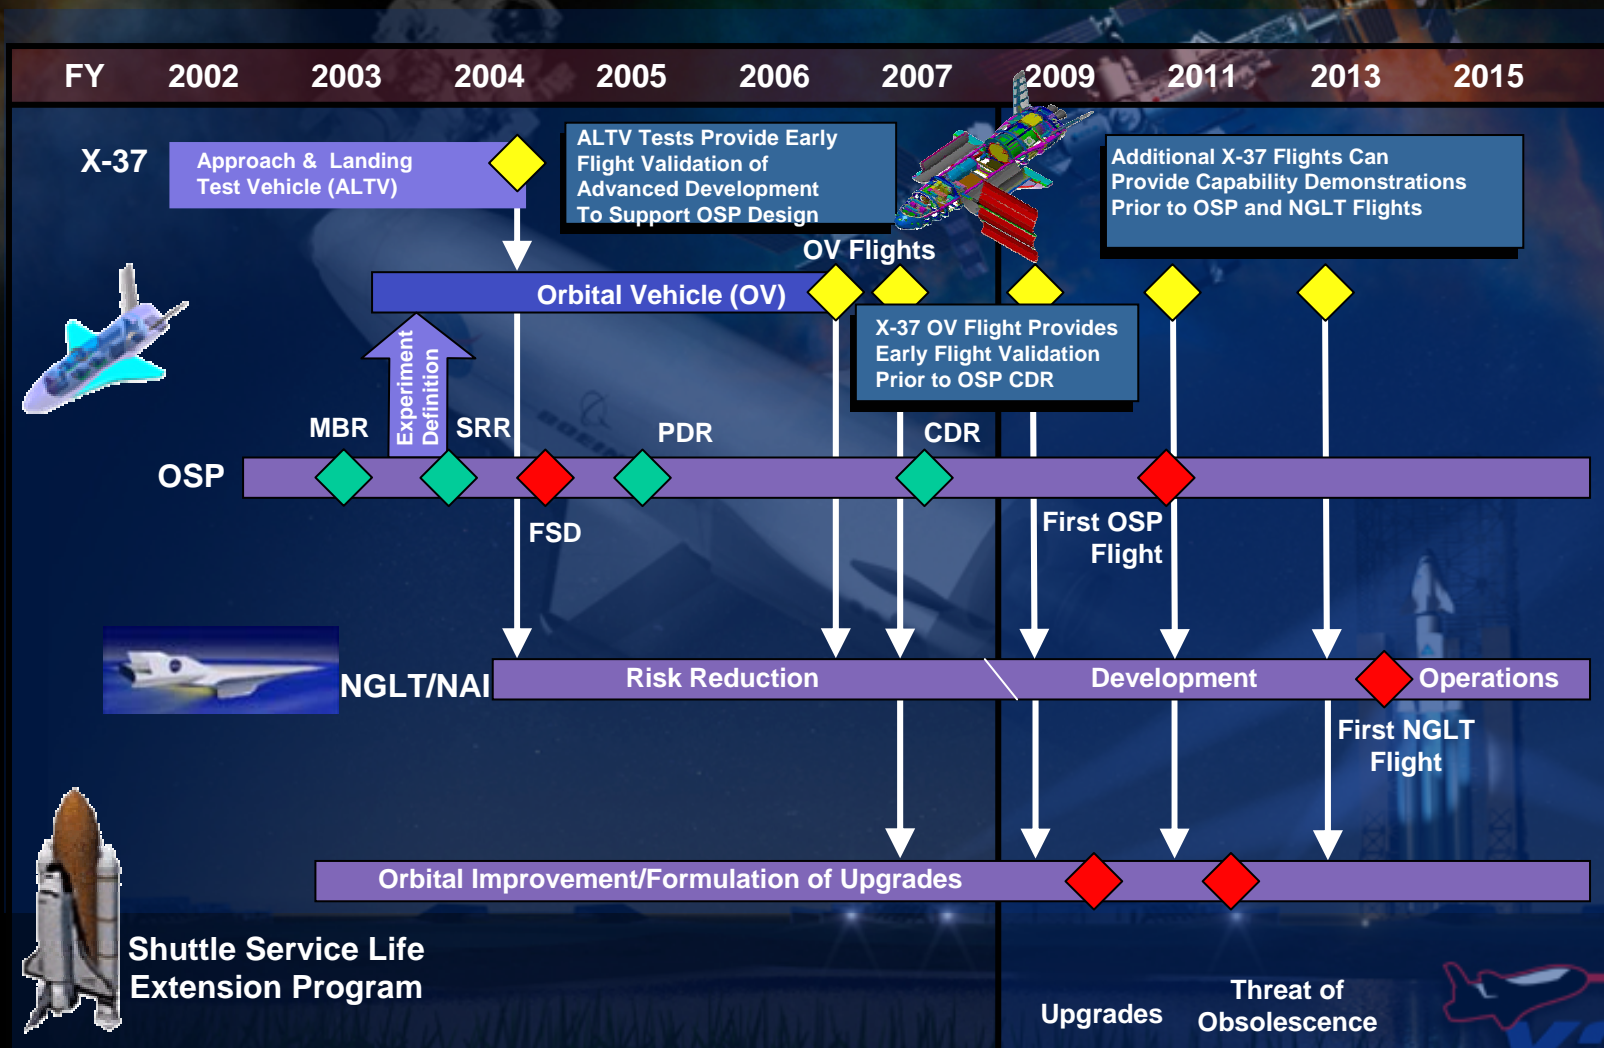 FY 2002 2003 2004 2005 2006 2007 2009 2011 2013 2015
X-37
Approach & Landing
Test Vehicle (ALTV)
ALTV Tests Provide Early
Flight Validation of
Advanced Development
To Support OSP Design
Additional X-37 Flights Can
Provide Capability Demonstrations
Prior to OSP and NGLT Flights
OV Flights
Orbital Vehicle (OV)
X-37 OV Flight Provides
Early Flight Validation
Prior to OSP CDR
Experiment
Definition
MBR
SRR
PDR
CDR
OSP
FSD
First OSP
Flight
BOEING
NGLT/NAI
Risk Reduction
Development
Operations
First NGLT
Flight
Orbital Improvement/Formulation of Upgrades
Shuttle Service Life
Extension Program
Upgrades
Threat of
Obsolescence